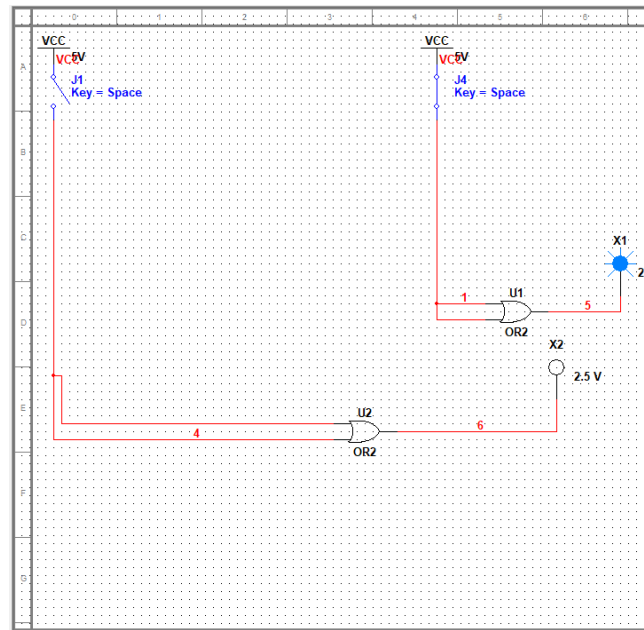 0 1 2 3 4 5 6
A
B
C
D
E
F
G
VCC
5V
VCC
J1
Key = Space
VCC
5V
VCC
J4
Key = Space
X1
2
1
U1
5
OR2
X2
2.5 V
U2
4
6
OR2